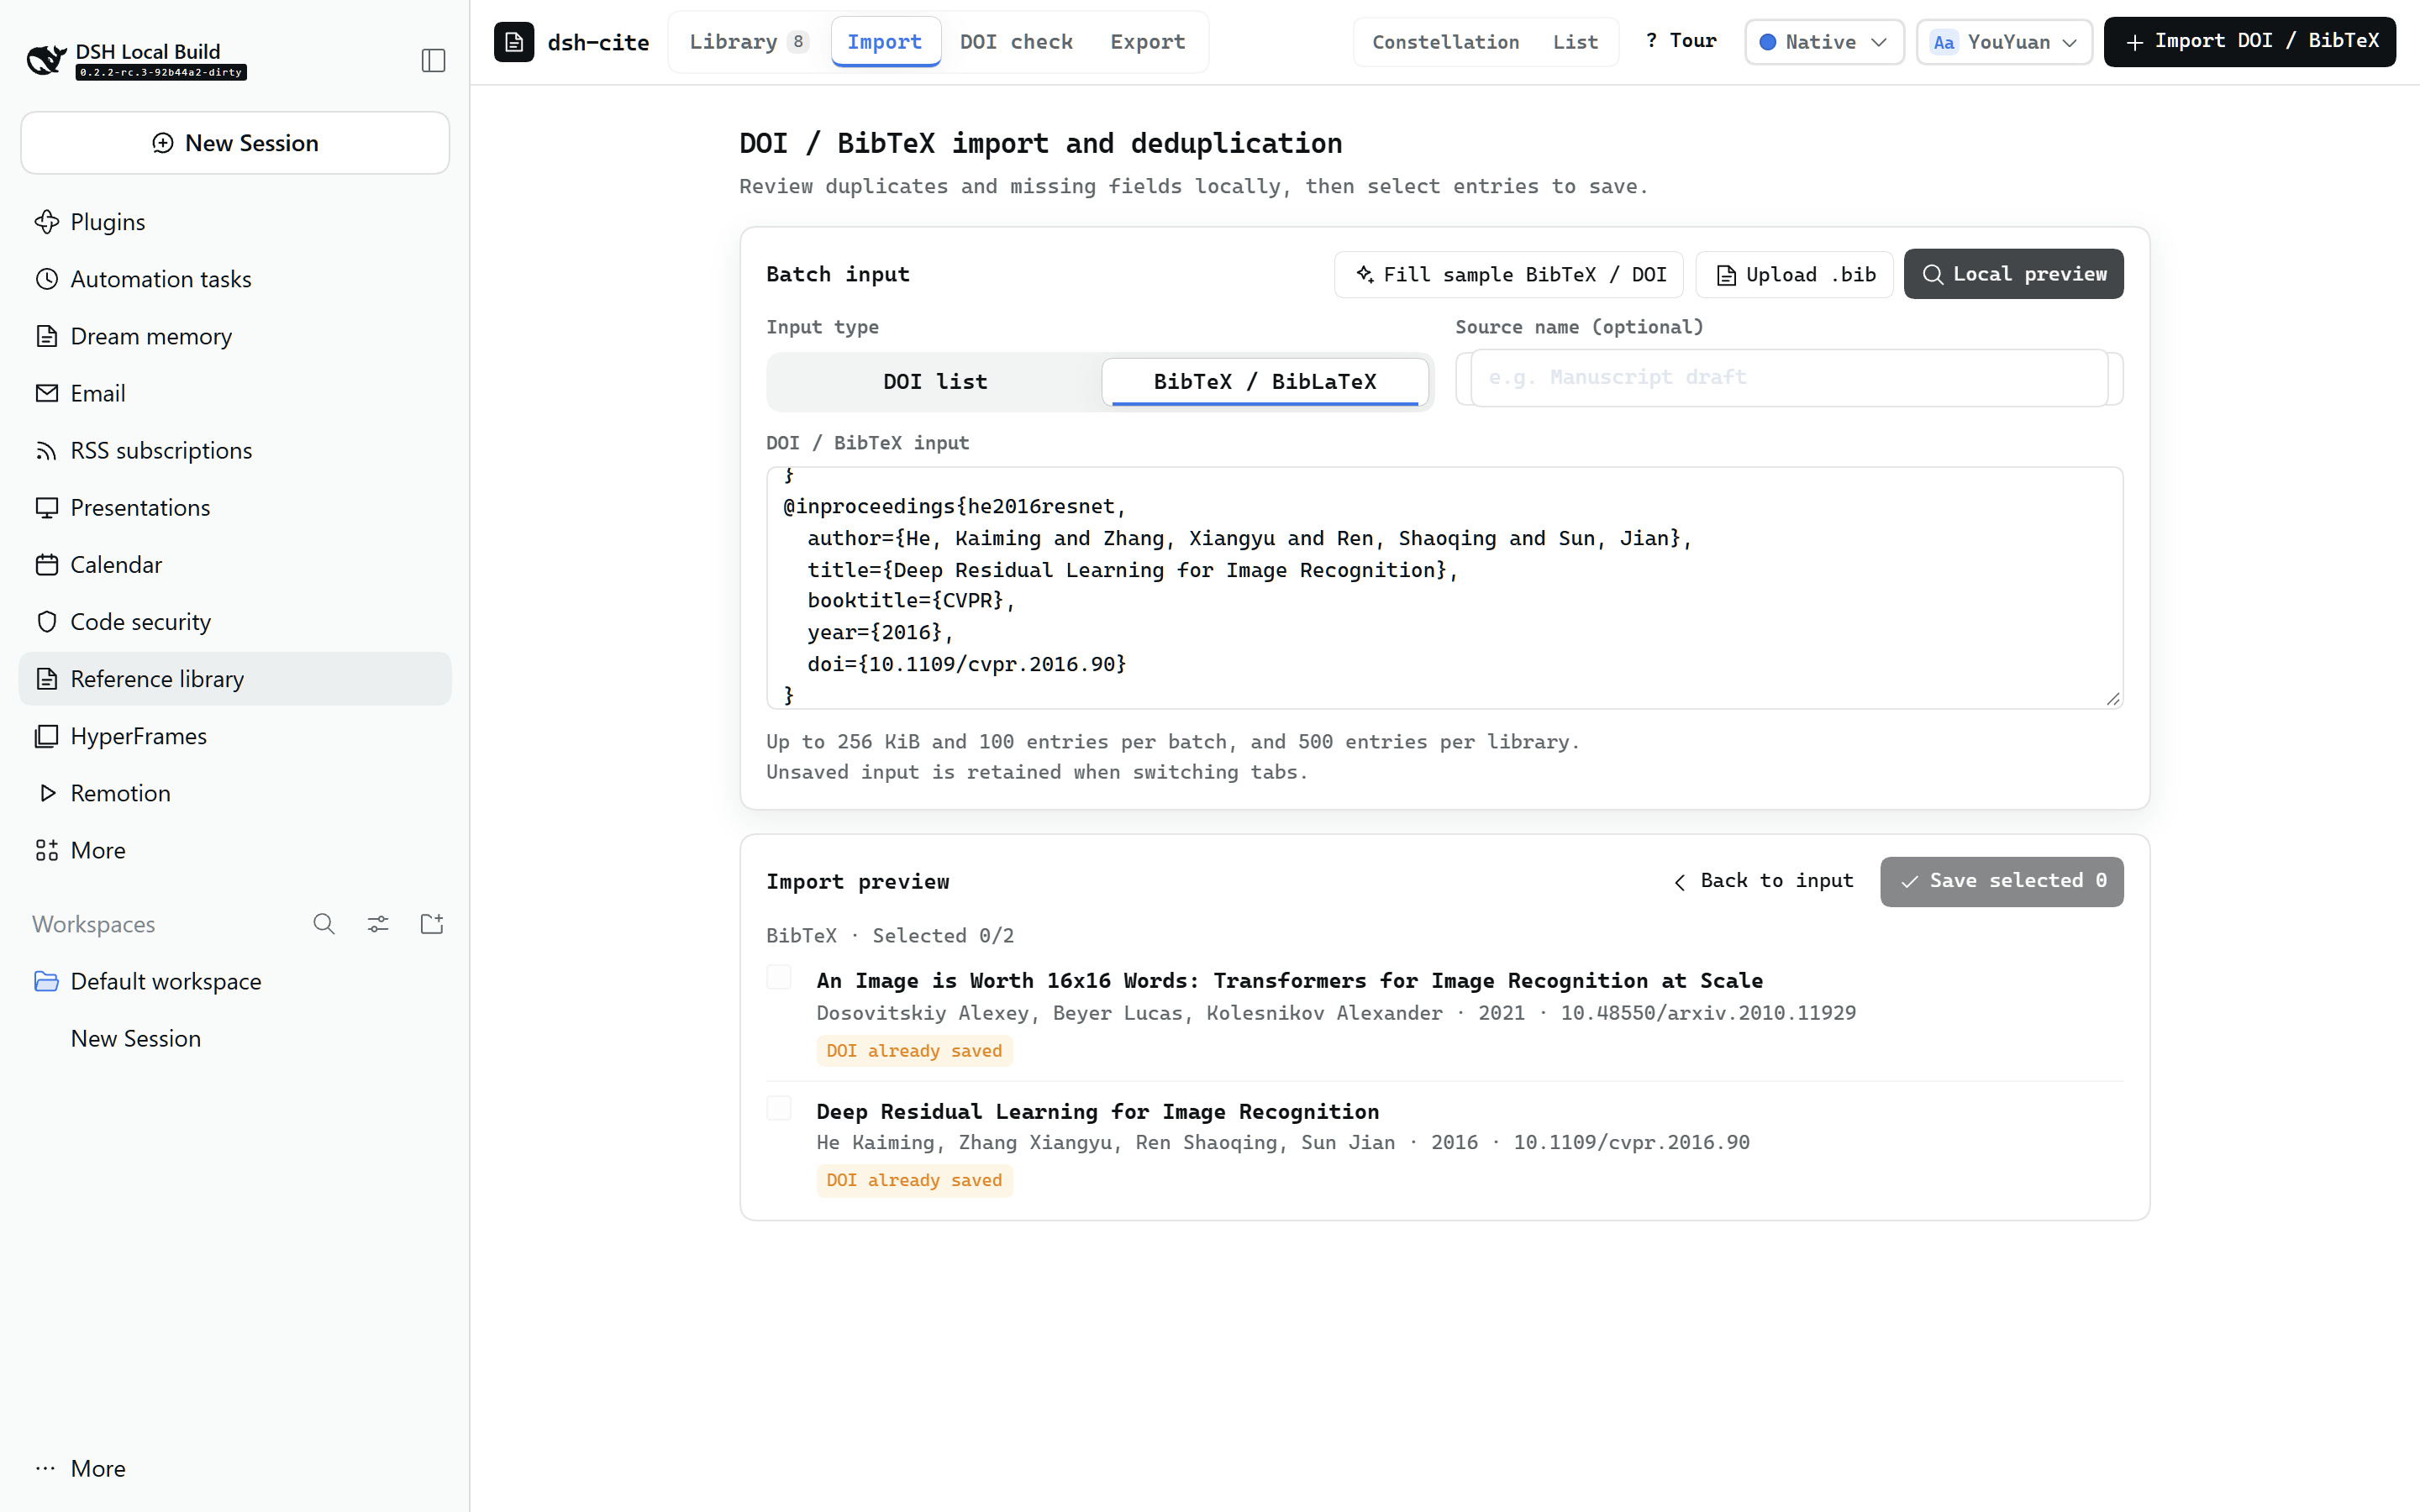 DSH Local Build
0.2.2-rc.3-92b44a2-dirty
New Session
Plugins
Automation tasks
Dream memory
Email
RSS subscriptions
Presentations
Calendar
Code security
Reference library
HyperFrames
Remotion
More
Workspaces
Default workspace
New Session
More
dsh-cite
Library 8
Import
DOI check
Export
Constellation
List
? Tour
Native
Aa YouYuan
+ Import DOI / BibTeX
DOI / BibTeX import and deduplication
Review duplicates and missing fields locally, then select entries to save.
Batch input
Fill sample BibTeX / DOI
Upload .bib
Local preview
Input type
DOI list
BibTeX / BibLaTeX
Source name (optional)
e.g. Manuscript draft
DOI / BibTeX input
}
@inproceedings{he2016resnet,
  author={He, Kaiming and Zhang, Xiangyu and Ren, Shaoqing and Sun, Jian},
  title={Deep Residual Learning for Image Recognition},
  booktitle={CVPR},
  year={2016},
  doi={10.1109/cvpr.2016.90}
}
Up to 256 KiB and 100 entries per batch, and 500 entries per library.
Unsaved input is retained when switching tabs.
Import preview
Back to input
Save selected 0
BibTeX · Selected 0/2
An Image is Worth 16x16 Words: Transformers for Image Recognition at Scale
Dosovitskiy Alexey, Beyer Lucas, Kolesnikov Alexander · 2021 · 10.48550/arxiv.2010.11929
DOI already saved
Deep Residual Learning for Image Recognition
He Kaiming, Zhang Xiangyu, Ren Shaoqing, Sun Jian · 2016 · 10.1109/cvpr.2016.90
DOI already saved